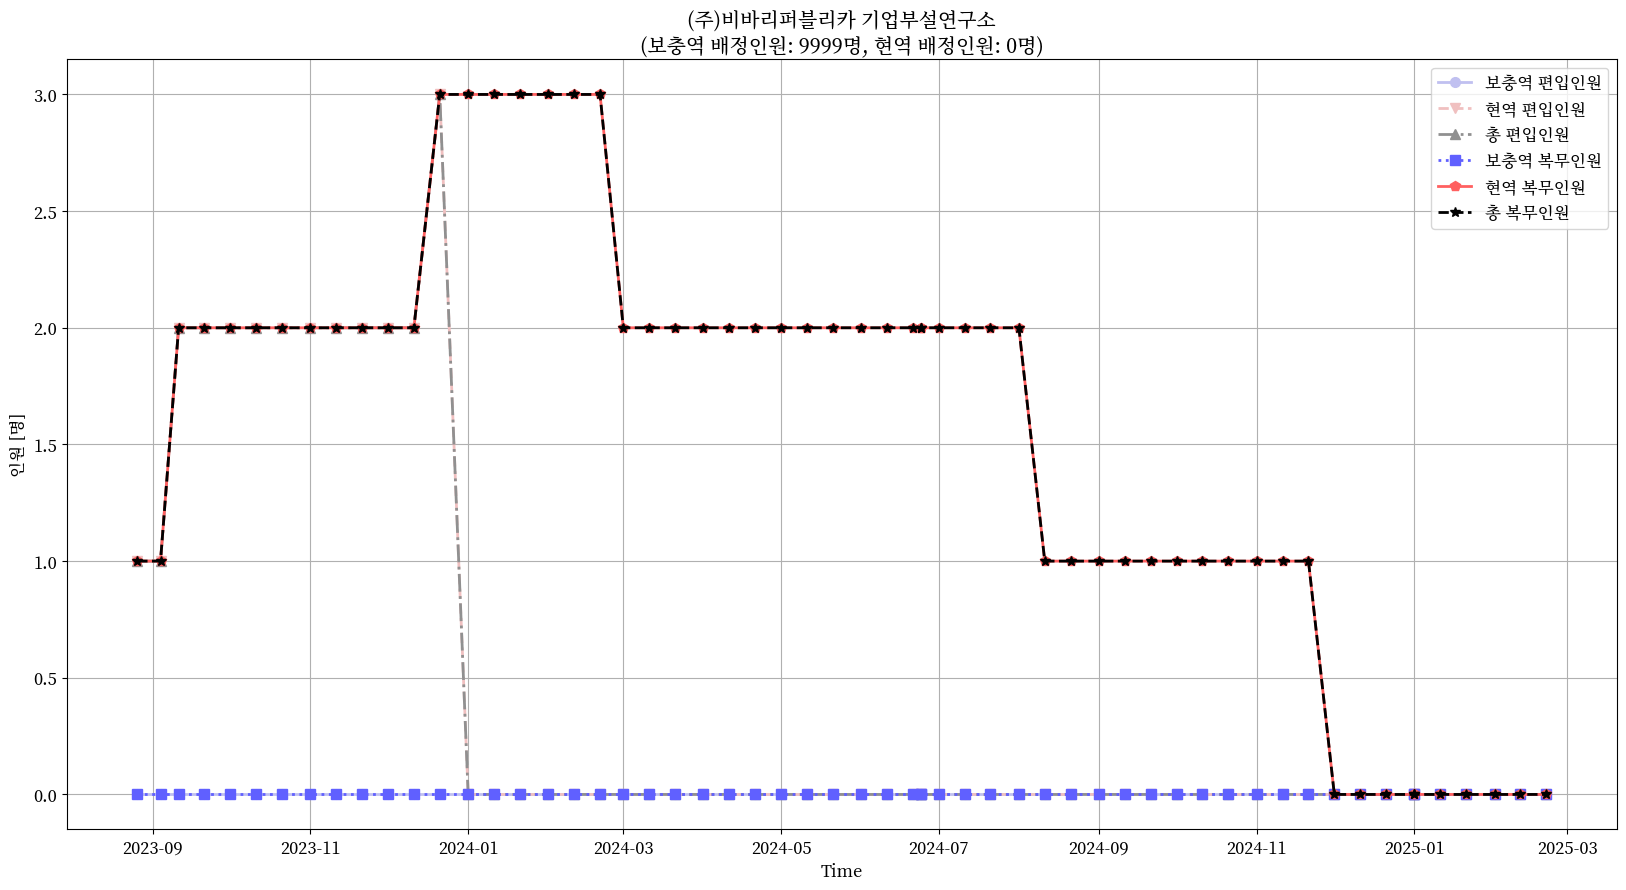 (주)비바리퍼블리카 기업부설연구소
(보충역 배정인원: 9999명, 현역 배정인원: 0명)
보충역 편입인원
현역 편입인원
총 편입인원
보충역 복무인원
현역 복무인원
총 복무인원
인원 [명]
3.0
2.5
2.0
1.5
1.0
0.5
0.0
2023-09
2023-11
2024-01
2024-03
2024-05
2024-07
2024-09
2024-11
2025-01
2025-03
Time